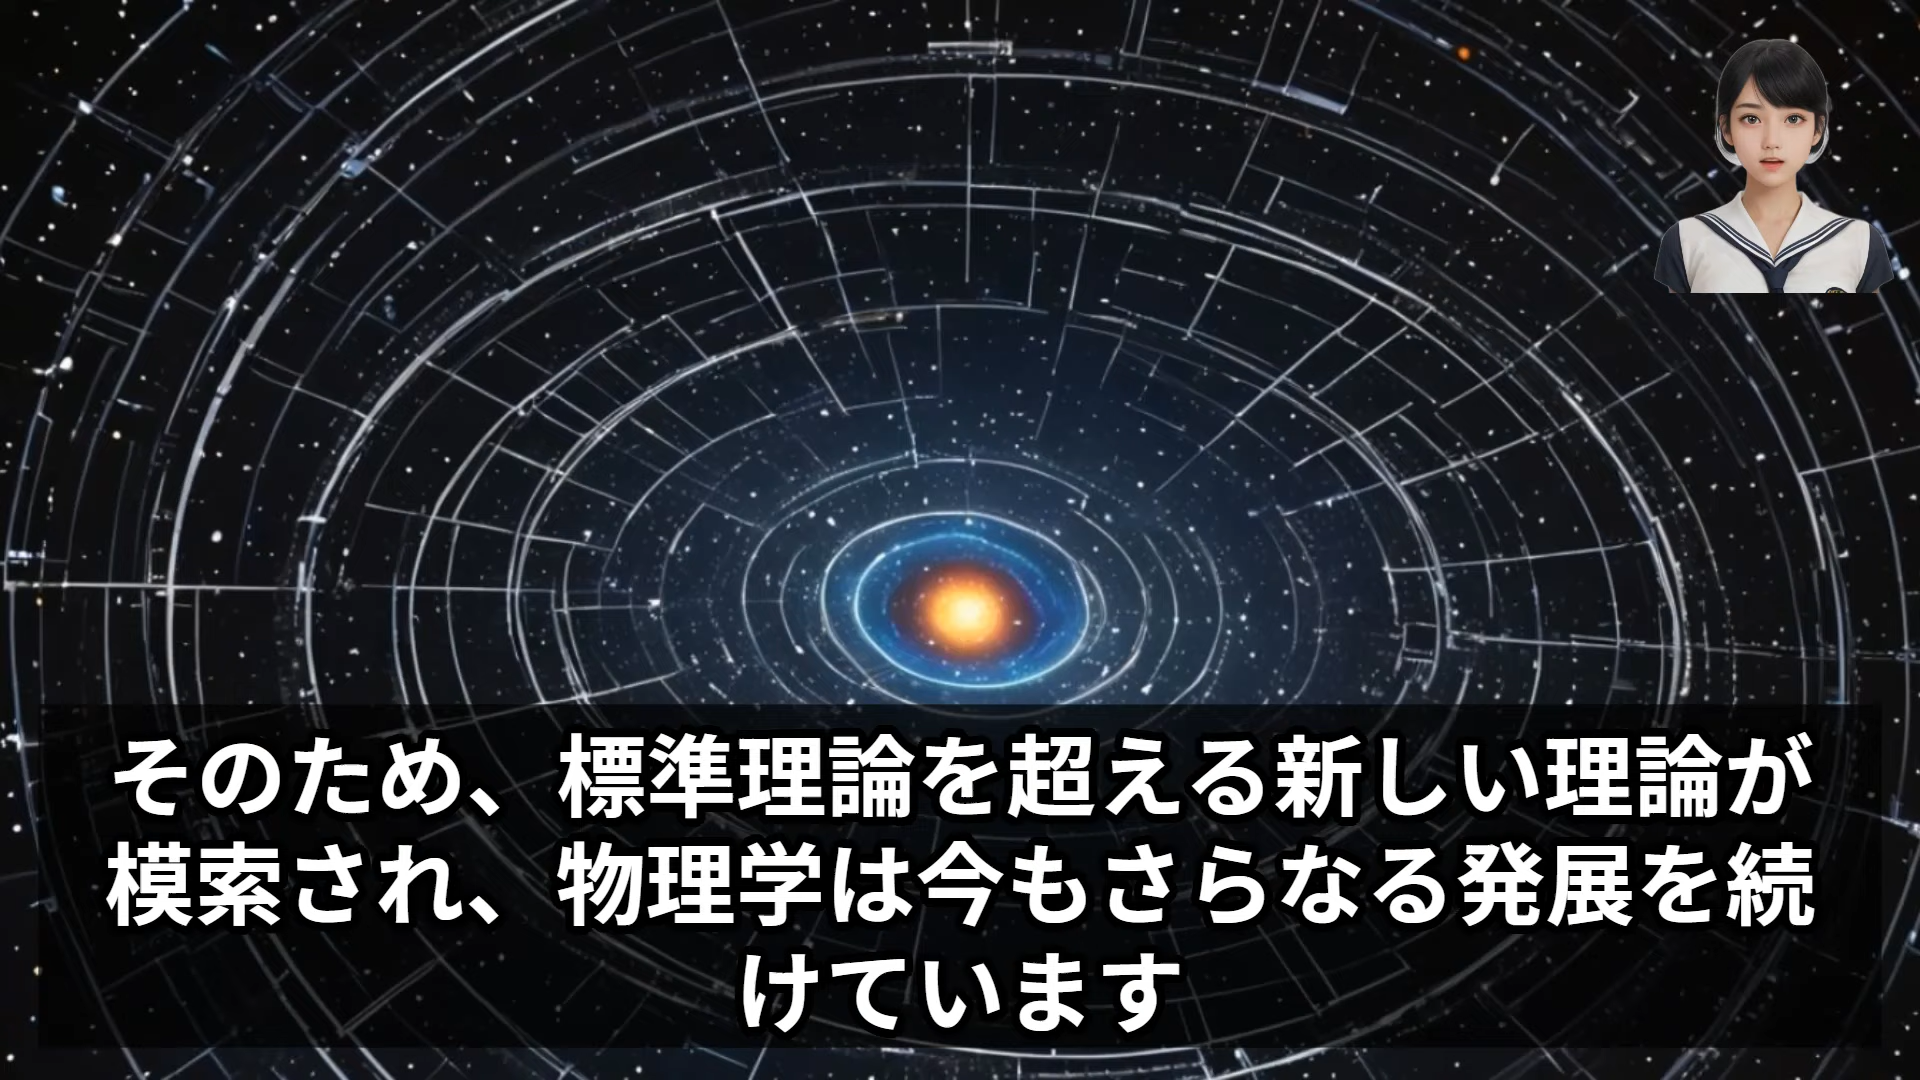 そのため、標準理論を超える新しい理論が
模索され、物理学は今もさらなる発展を続
けています